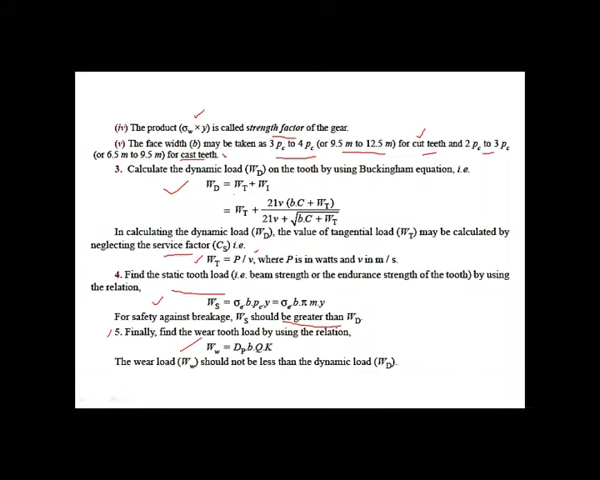 (iv) The product (σw × y) is called strength factor of the gear.
(v) The face width (b) may be taken as 3 pc to 4 pc (or 9.5 m to 12.5 m) for cut teeth and 2 pc to 3 pc
(or 6.5 m to 9.5 m) for cast teeth.
3. Calculate the dynamic load (WD) on the tooth by using Buckingham equation, i.e.
WD = WT + WI
= WT + 21v (b.C + WT) / 21v + √b.C + WT
In calculating the dynamic load (WD), the value of tangential load (WT) may be calculated by
neglecting the service factor (CS) i.e.
WT = P / v, where P is in watts and v in m / s.
4. Find the static tooth load (i.e. beam strength or the endurance strength of the tooth) by using
the relation,
WS = σe.b.pc.y = σe.b.π m.y
For safety against breakage, WS should be greater than WD.
5. Finally, find the wear tooth load by using the relation,
Ww = DP.b.Q.K
The wear load (Ww) should not be less than the dynamic load (WD).